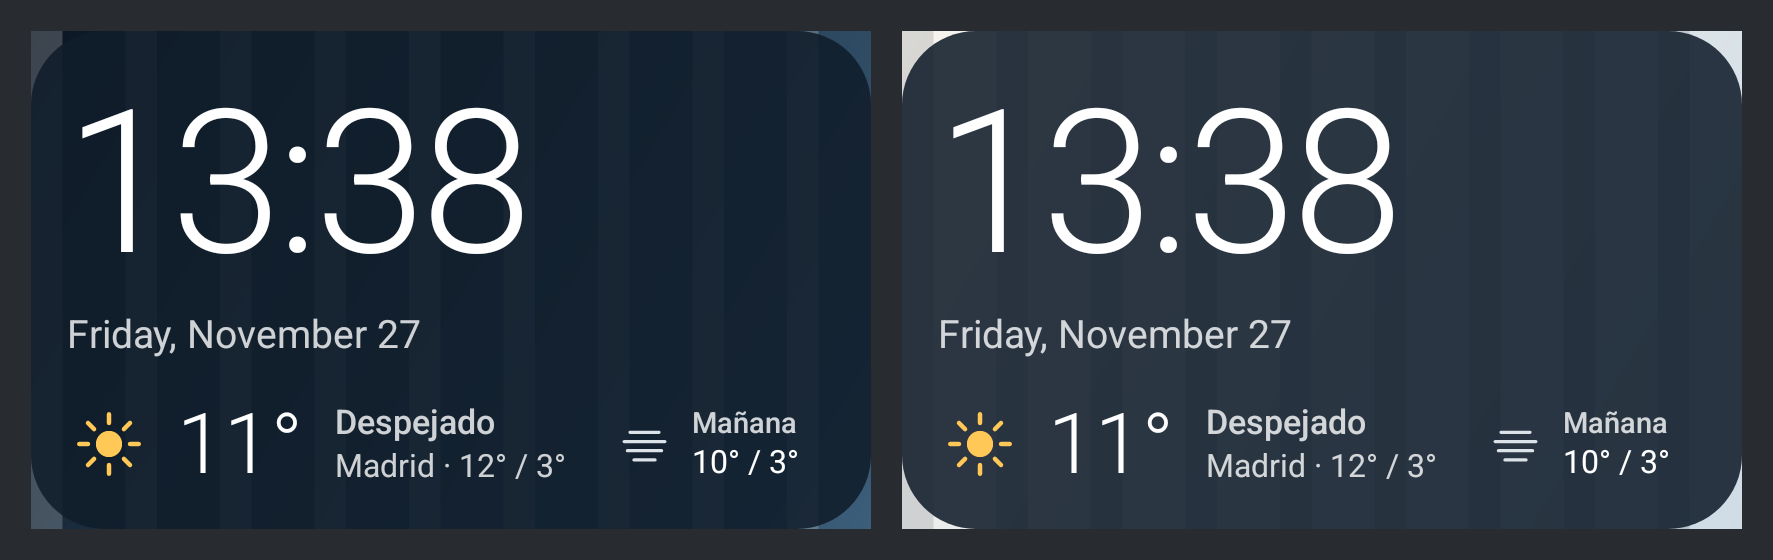 13:38
Friday, November 27
11°
Despejado
Madrid · 12° / 3°
Mañana
10° / 3°
13:38
Friday, November 27
11°
Despejado
Madrid · 12° / 3°
Mañana
10° / 3°